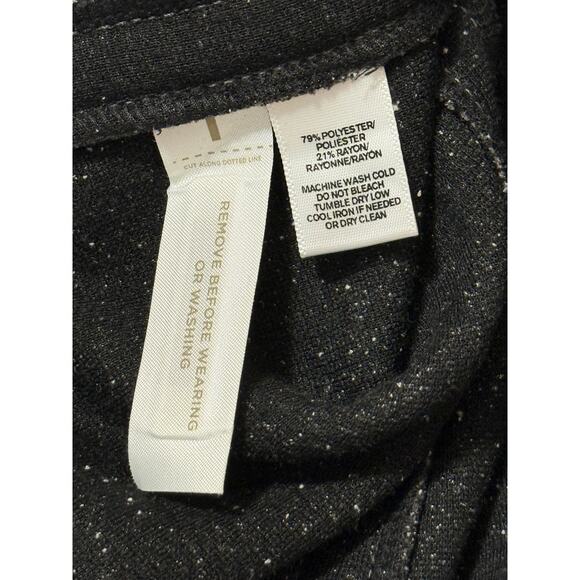 79% POLYESTER/
POLIÉSTER
21% RAYON/
RAYONNE/RAYON
MACHINE WASH COLD
DO NOT BLEACH
TUMBLE DRY LOW
COOL IRON IF NEEDED
OR DRY CLEAN
CUT ALONG DOTTED LINE
REMOVE BEFORE WEARING
OR WASHING